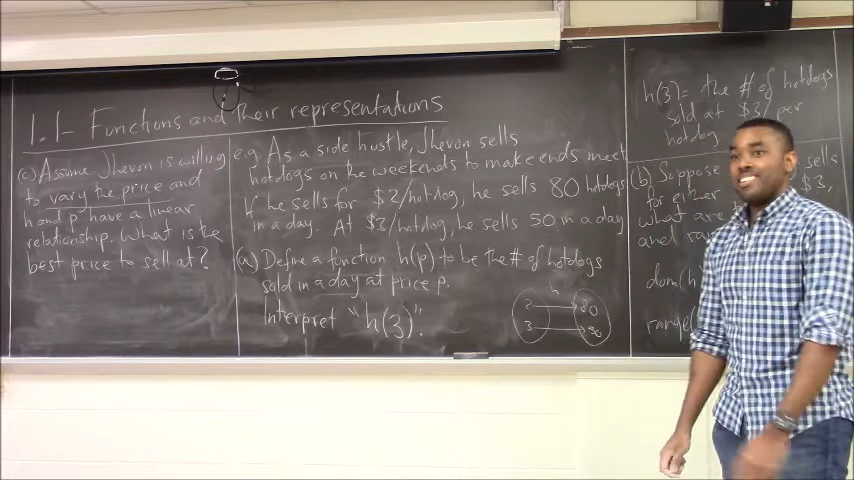 1.1 - Functions and their representations
(c) Assume Jhevon is willing
to vary the price and
h and p have a linear
relationship. What is the
best price to sell at?
e.g. As a side hustle, Jhevon sells
hotdogs on the weekends to make ends meet
If he sells for $2/hotdog, he sells 80 hotdogs
in a day. At $3/hotdog, he sells 50 in a day
(a) Define a function h(p) to be the # of hotdogs
sold in a day at price p.
Interpret "h(3)".
h
2
3
h(3) = the # of hotdogs
sold at $ per
hotdog
(b) Suppose sells
for either $3,
what are
and
dom(h
range(